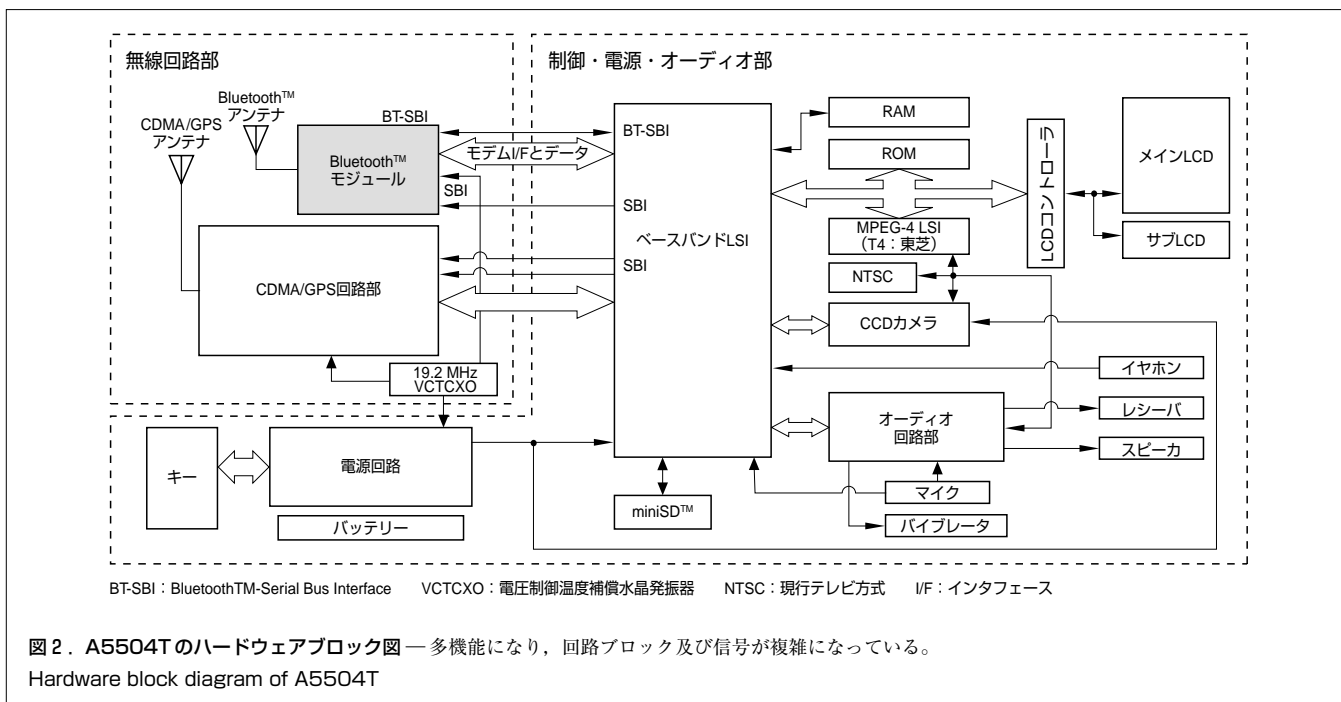 無線回路部
制御・電源・オーディオ部
Bluetooth™
アンテナ
CDMA/GPS
アンテナ
BT-SBI
Bluetooth™
モジュール
モデムI/Fとデータ
SBI
CDMA/GPS回路部
19.2 MHz
VCTCXO
BT-SBI
SBI
ベースバンドLSI
SBI
RAM
ROM
MPEG-4 LSI
（T4：東芝）
NTSC
CCDカメラ
LCDコントローラ
メインLCD
サブLCD
イヤホン
オーディオ
回路部
レシーバ
スピーカ
マイク
バイブレータ
miniSD™
キー
電源回路
バッテリー
BT-SBI：BluetoothTM-Serial Bus Interface　VCTCXO：電圧制御温度補償水晶発振器　NTSC：現行テレビ方式　I/F：インタフェース
図2．A5504Tのハードウェアブロック図 ― 多機能になり，回路ブロック及び信号が複雑になっている。
Hardware block diagram of A5504T